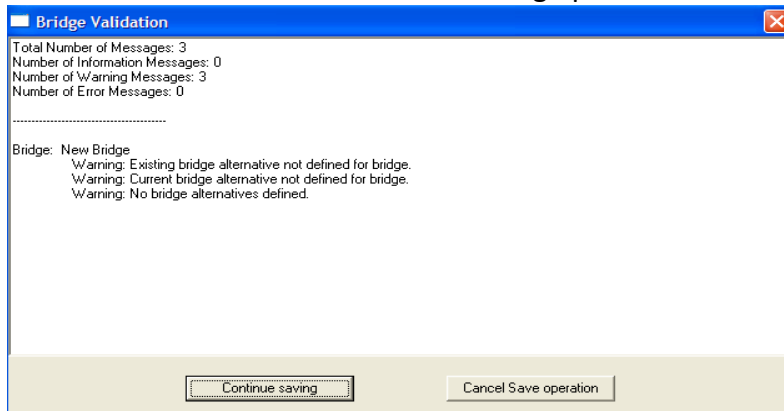 Bridge Validation
Total Number of Messages: 3
Number of Information Messages: 0
Number of Warning Messages: 3
Number of Error Messages: 0
----------------------------------------
Bridge: New Bridge
Warning: Existing bridge alternative not defined for bridge.
Warning: Current bridge alternative not defined for bridge.
Warning: No bridge alternatives defined.
Continue saving
Cancel Save operation